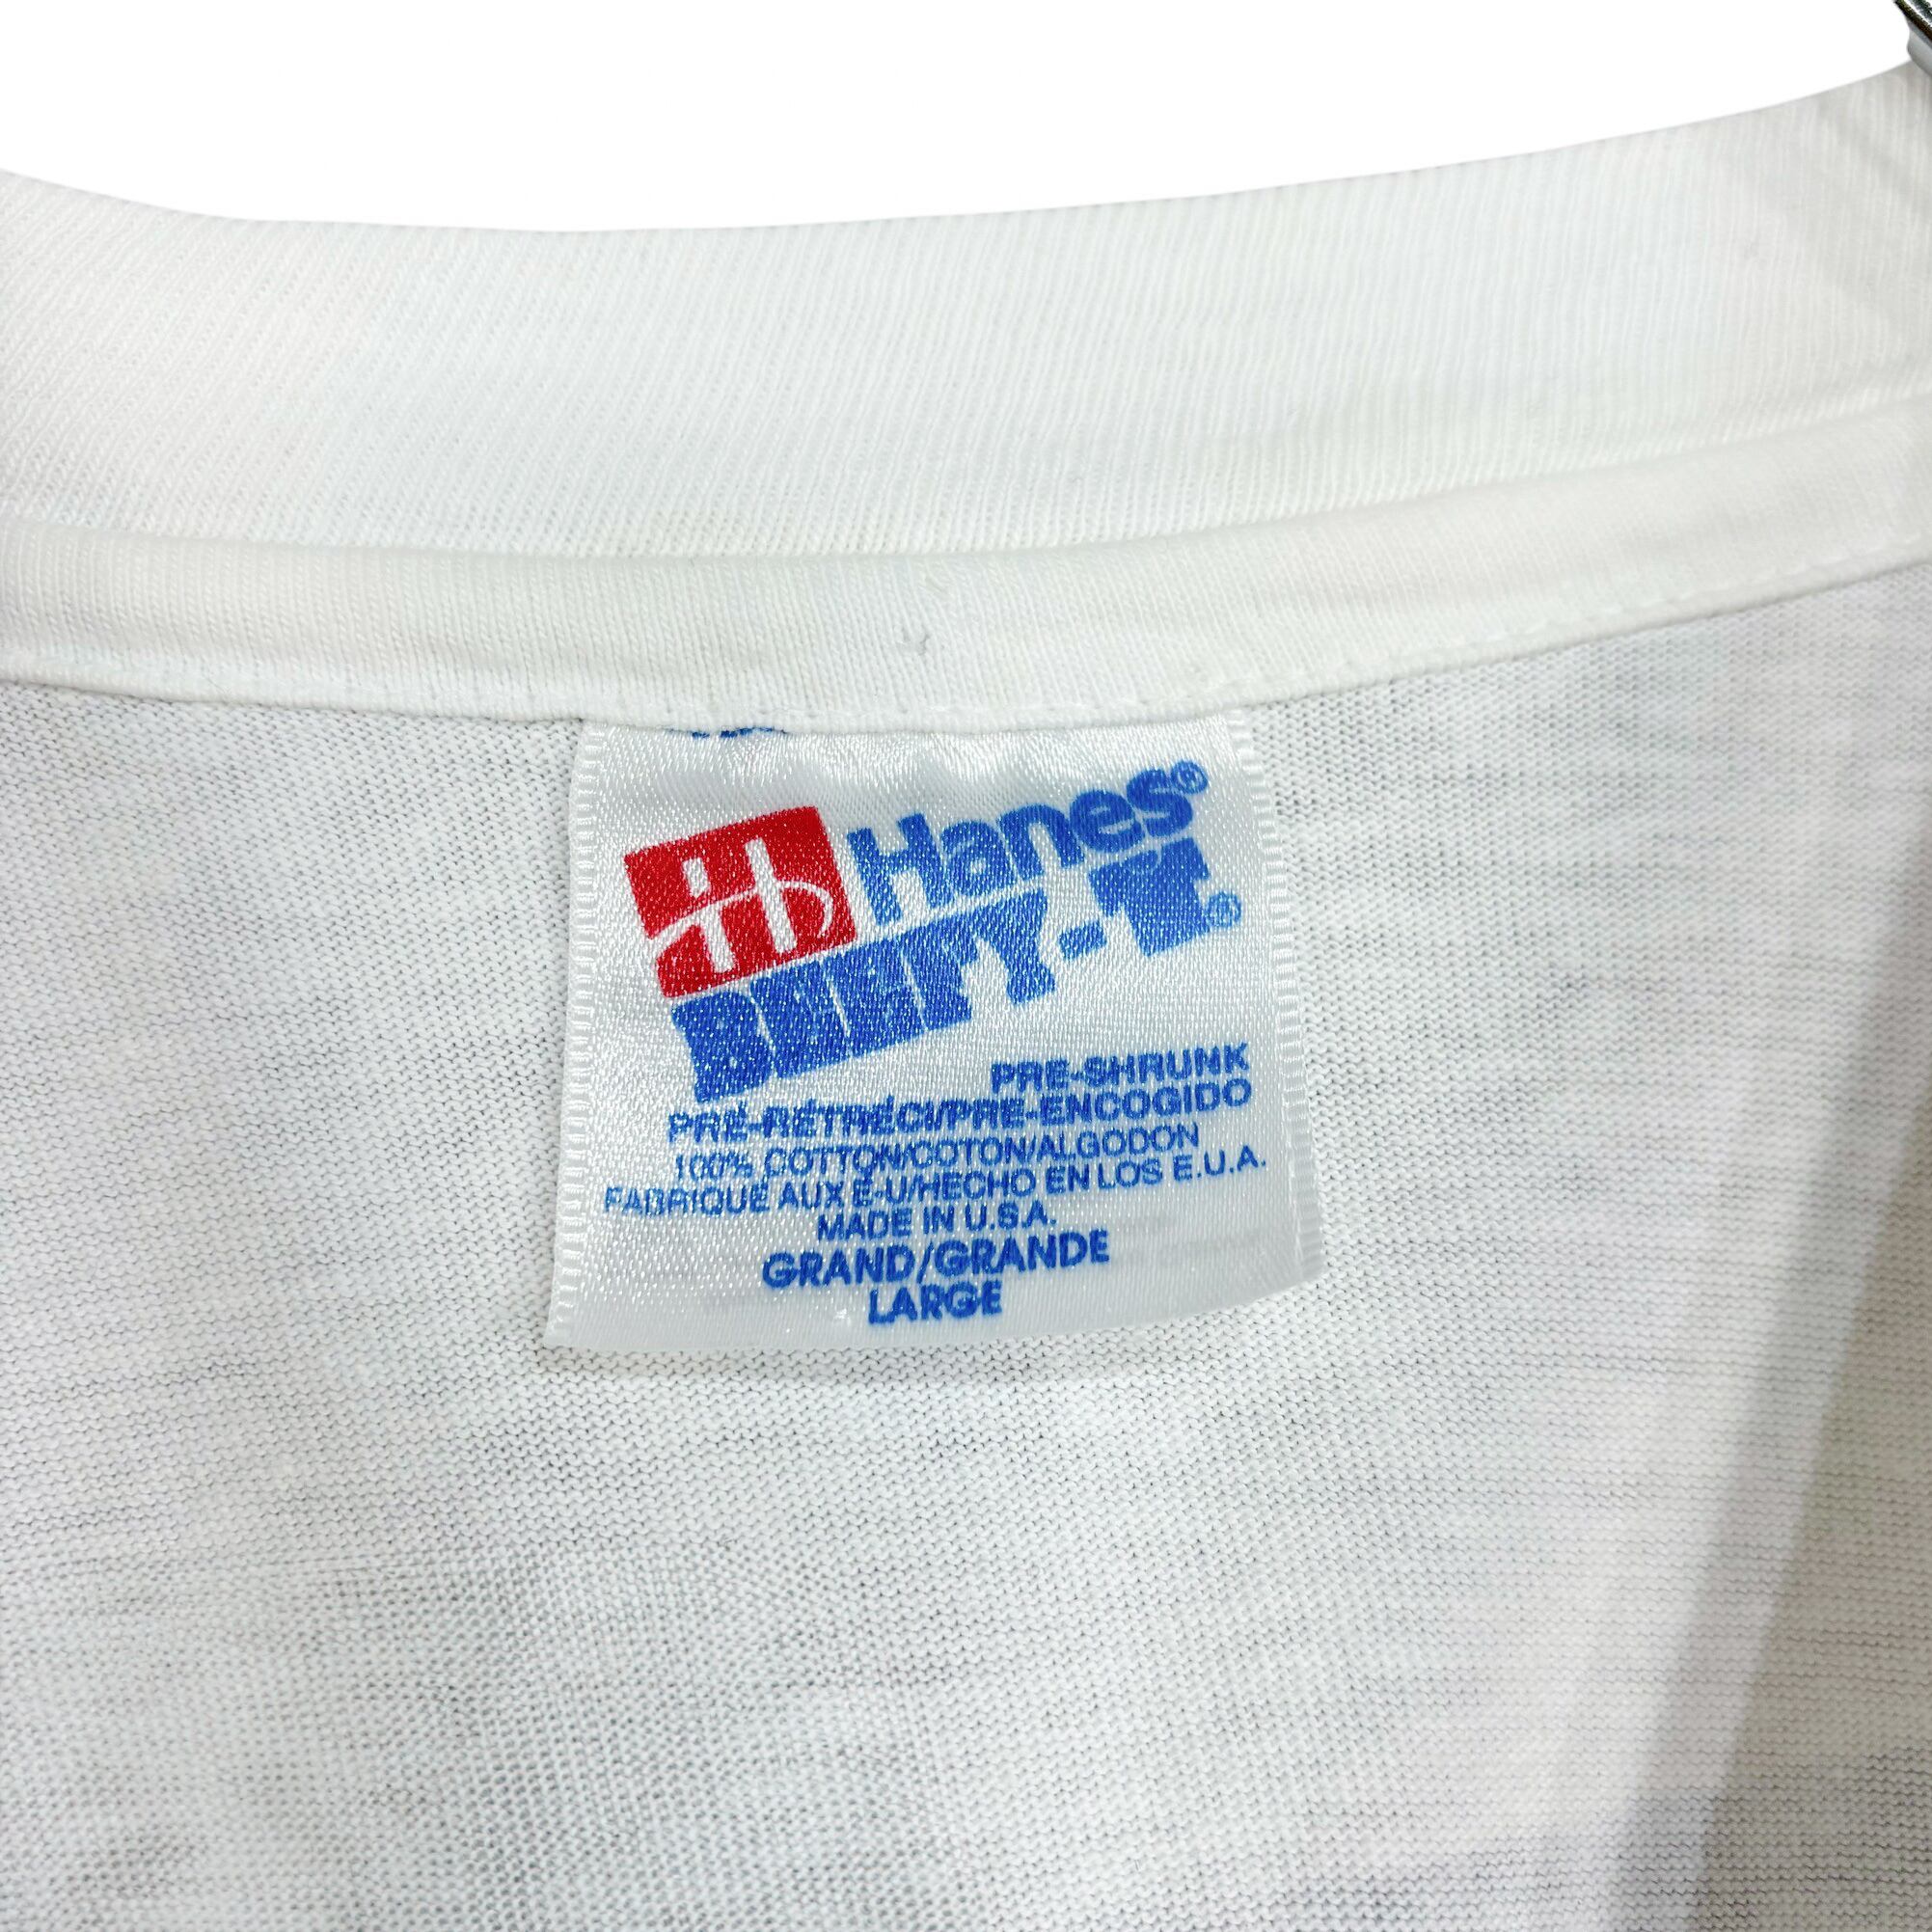 Hanes®
BEEFY-T®
PRE-SHRUNK
PRÉ-RÉTRÉCI/PRE-ENCOGIDO
100% COTTON/COTON/ALGODON
FABRIQUÉ AUX É-U/HECHO EN LOS E.U.A.
MADE IN U.S.A.
GRAND/GRANDE
LARGE